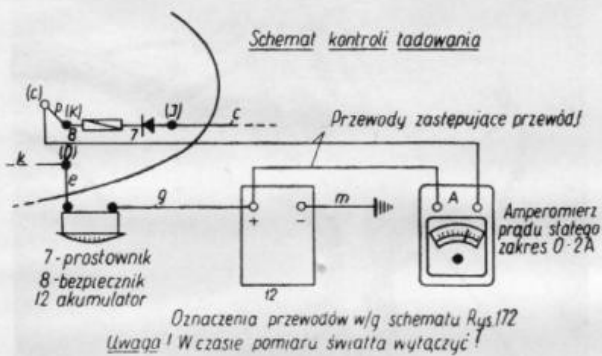 Schemat kontroli ładowania
(c)
p (K)
8
7
(J)
c
Przewody zastępujące przewód f
k
(D)
e
g
m
+
−
A
12
Amperomierz
prądu stałego
zakres 0-2A
7-prostownik
8-bezpiecznik
12 akumulator
Oznaczenia przewodów w/g schematu Rys.172
Uwaga! W czasie pomiaru światła wyłączyć!